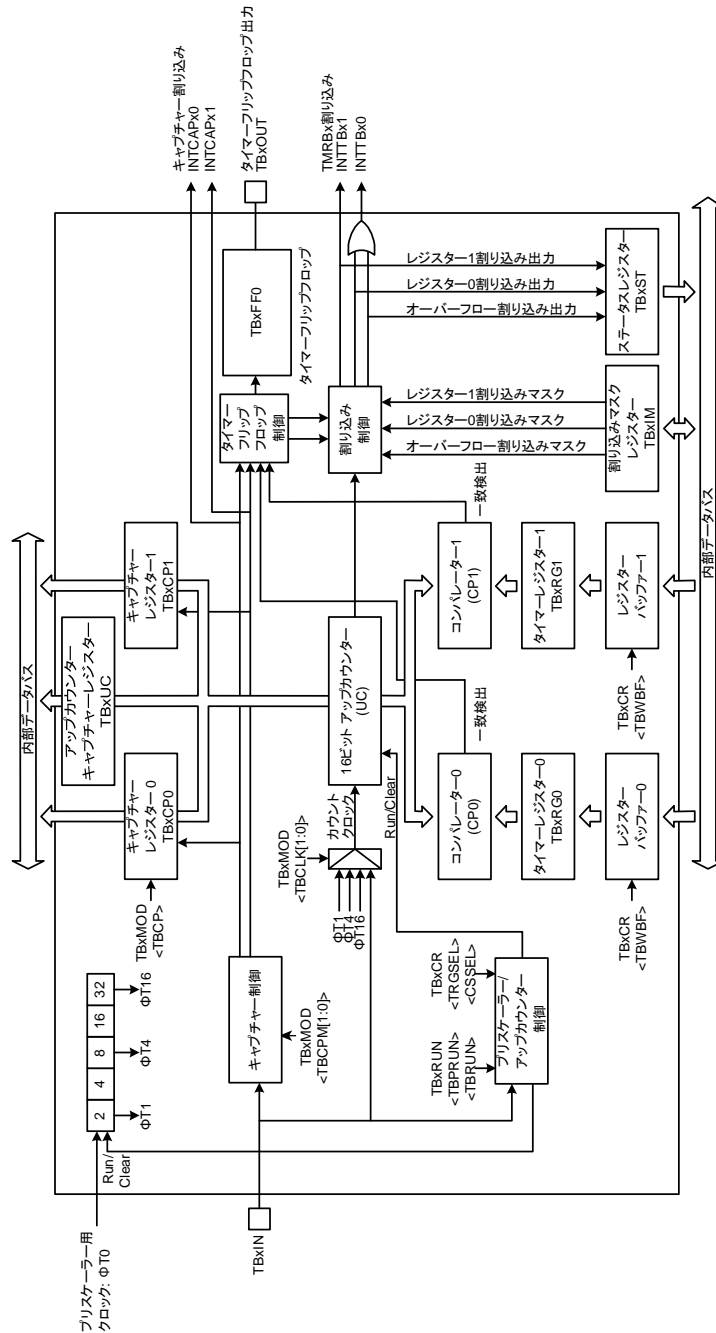 プリスケーラー用
クロック: ΦT0
Run/
Clear
2
4
8
16
32
ΦT1
ΦT4
ΦT16
TBxIN
キャプチャー制御
TBxMOD
<TBCPM[1:0]>
TBxRUN
<TBPRUN>
<TBRUN>
TBxCR
<TRGSEL>
<CSSEL>
プリスケーラー/
アップカウンター
制御
内部データバス
TBxMOD
<TBCP>
キャプチャー
レジスター 0
TBxCP0
アップカウンター
キャプチャーレジスター
TBxUC
キャプチャー
レジスター1
TBxCP1
TBxMOD
<TBCLK[1:0]>
ΦT1
ΦT4
ΦT16
カウント
クロック
Run/Clear
16ビット アップカウンター
(UC)
コンパレーター0
(CP0)
一致検出
タイマーレジスター0
TBxRG0
レジスター
バッファー0
TBxCR
<TBWBF>
コンパレーター1
(CP1)
一致検出
タイマーレジスター1
TBxRG1
レジスター
バッファー1
TBxCR
<TBWBF>
タイマー
フリップ
フロップ
制御
TBxFF0
タイマーフリップフロップ
割り込み
制御
レジスター1割り込みマスク
レジスター0割り込みマスク
オーバーフロー割り込みマスク
割り込みマスク
レジスター
TBxIM
レジスター1割り込み出力
レジスター0割り込み出力
オーバーフロー割り込み出力
ステータスレジスター
TBxST
内部データバス
キャプチャー割り込み
INTCAPx0
INTCAPx1
タイマーフリップフロップ出力
TBxOUT
TMRBx割り込み
INTTBx1
INTTBx0